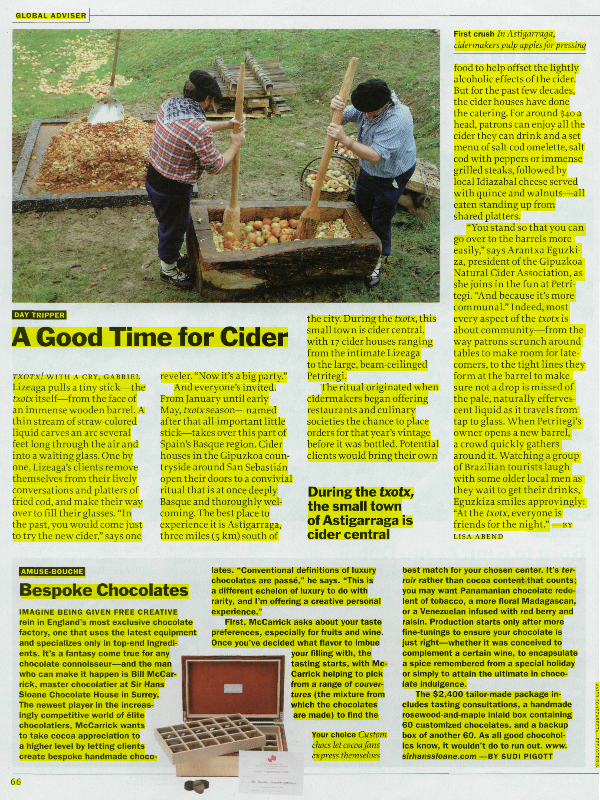 GLOBAL ADVISER
First crush In Astigarraga,
cidermakers pulp apples for pressing
DAY TRIPPER
A Good Time for Cider
TXOTX! WITH A CRY, GABRIEL
Lizeaga pulls a tiny stick—the
txotx itself—from the face of
an immense wooden barrel. A
thin stream of straw-colored
liquid carves an arc several
feet long through the air and
into a waiting glass. One by
one, Lizeaga's clients remove
themselves from their lively
conversations and platters of
fried cod, and make their way
over to fill their glasses. "In
the past, you would come just
to try the new cider," says one
reveler. "Now it's a big party."
And everyone's invited.
From January until early
May, txotx season— named
after that all-important little
stick—takes over this part of
Spain's Basque region. Cider
houses in the Gipuzkoa coun-
tryside around San Sebastián
open their doors to a convivial
ritual that is at once deeply
Basque and thoroughly wel-
coming. The best place to
experience it is Astigarraga,
three miles (5 km) south of
the city. During the txotx, this
small town is cider central,
with 17 cider houses ranging
from the intimate Lizeaga
to the large, beam-ceilinged
Petritegi.
The ritual originated when
cidermakers began offering
restaurants and culinary
societies the chance to place
orders for that year's vintage
before it was bottled. Potential
clients would bring their own
During the txotx,
the small town
of Astigarraga is
cider central
food to help offset the lightly
alcoholic effects of the cider.
But for the past few decades,
the cider houses have done
the catering. For around $40 a
head, patrons can enjoy all the
cider they can drink and a set
menu of salt-cod omelette, salt
cod with peppers or immense
grilled steaks, followed by
local Idiazabal cheese served
with quince and walnuts—all
eaten standing up from
shared platters.
"You stand so that you can
go over to the barrels more
easily," says Arantxa Eguzki-
za, president of the Gipuzkoa
Natural Cider Association, as
she joins in the fun at Petri-
tegi. "And because it's more
communal." Indeed, most
every aspect of the txotx is
about community—from the
way patrons scrunch around
tables to make room for late-
comers, to the tight lines they
form at the barrel to make
sure not a drop is missed of
the pale, naturally efferves-
cent liquid as it travels from
tap to glass. When Petritegi's
owner opens a new barrel,
a crowd quickly gathers
around it. Watching a group
of Brazilian tourists laugh
with some older local men as
they wait to get their drinks,
Eguzkiza smiles approvingly:
"At the txotx, everyone is
friends for the night." —BY
LISA ABEND
AMUSE-BOUCHE
Bespoke Chocolates
IMAGINE BEING GIVEN FREE CREATIVE
rein in England's most exclusive chocolate
factory, one that uses the latest equipment
and specializes only in top-end ingredi-
ents. It's a fantasy come true for any
chocolate connoisseur—and the man
who can make it happen is Bill McCar-
rick, master chocolatier at Sir Hans
Sloane Chocolate House in Surrey.
The newest player in the increas-
ingly competitive world of élite
chocolatiers, McCarrick wants
to take cocoa appreciation to
a higher level by letting clients
create bespoke handmade choco-
lates. "Conventional definitions of luxury
chocolates are passé," he says. "This is
a different echelon of luxury to do with
rarity, and I'm offering a creative personal
experience."
First, McCarrick asks about your taste
preferences, especially for fruits and wine.
Once you've decided what flavor to imbue
your filling with, the
tasting starts, with Mc-
Carrick helping to pick
from a range of couver-
tures (the mixture from
which the chocolates
are made) to find the
Your choice Custom
chocs let cocoa fans
express themselves
best match for your chosen center. It's ter-
roir rather than cocoa content that counts;
you may want Panamanian chocolate redo-
lent of tobacco, a more floral Madagascan,
or a Venezuelan infused with red berry and
raisin. Production starts only after more
fine-tunings to ensure your chocolate is
just right—whether it was conceived to
complement a certain wine, to encapsulate
a spice remembered from a special holiday
or simply to attain the ultimate in choco-
late indulgence.
The $2,400 tailor-made package in-
cludes tasting consultations, a handmade
rosewood-and-maple inlaid box containing
60 customized chocolates, and a backup
box of another 60. As all good chocohol-
ics know, it wouldn't do to run out. www.
sirhanssloane.com —BY SUDI PIGOTT
66